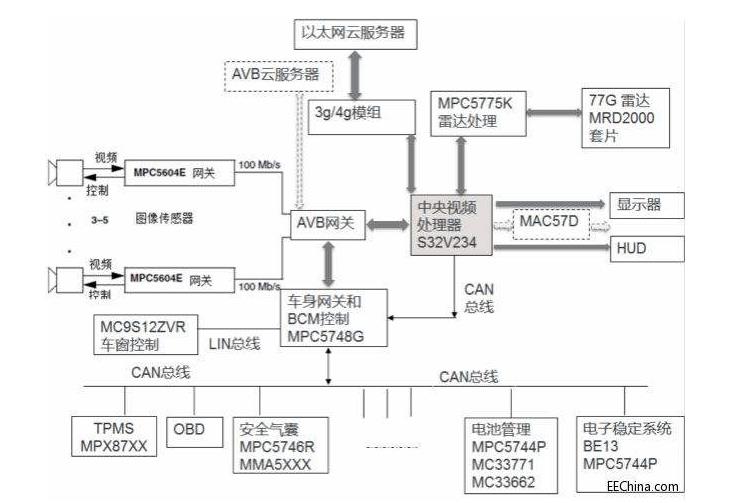 以太网云服务器
AVB云服务器
3g/4g模组
MPC5775K
雷达处理
77G 雷达
MRD2000
套片
视频
MPC5604E 网关
100 Mb/s
控制
3–5 图像传感器
AVB网关
中央视频
处理器
S32V234
显示器
MAC57D
HUD
视频
MPC5604E 网关
100 Mb/s
控制
车身网关和
BCM控制
MPC5748G
CAN
总线
MC9S12ZVR
车窗控制
LIN总线
CAN总线
CAN总线
TPMS
MPX87XX
OBD
安全气囊
MPC5746R
MMA5XXX
电池管理
MPC5744P
MC33771
MC33662
电子稳定系统
BE13
MPC5744P
EEChina.com